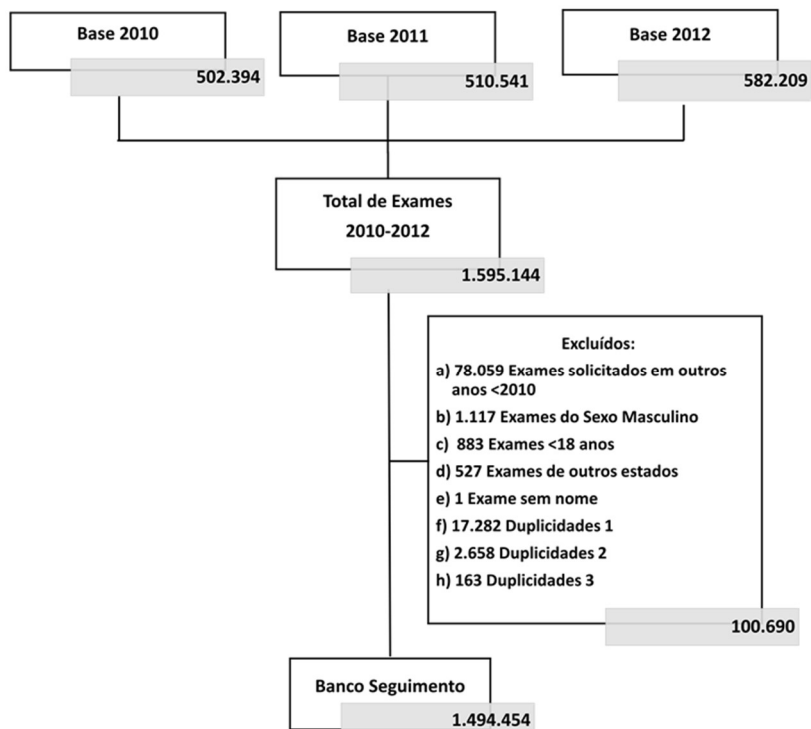 Base 2010
502.394
Base 2011
510.541
Base 2012
582.209
Total de Exames
2010-2012
1.595.144
Excluídos:
a) 78.059 Exames solicitados em outros
anos <2010
b) 1.117 Exames do Sexo Masculino
c) 883 Exames <18 anos
d) 527 Exames de outros estados
e) 1 Exame sem nome
f) 17.282 Duplicidades 1
g) 2.658 Duplicidades 2
h) 163 Duplicidades 3
100.690
Banco Seguimento
1.494.454